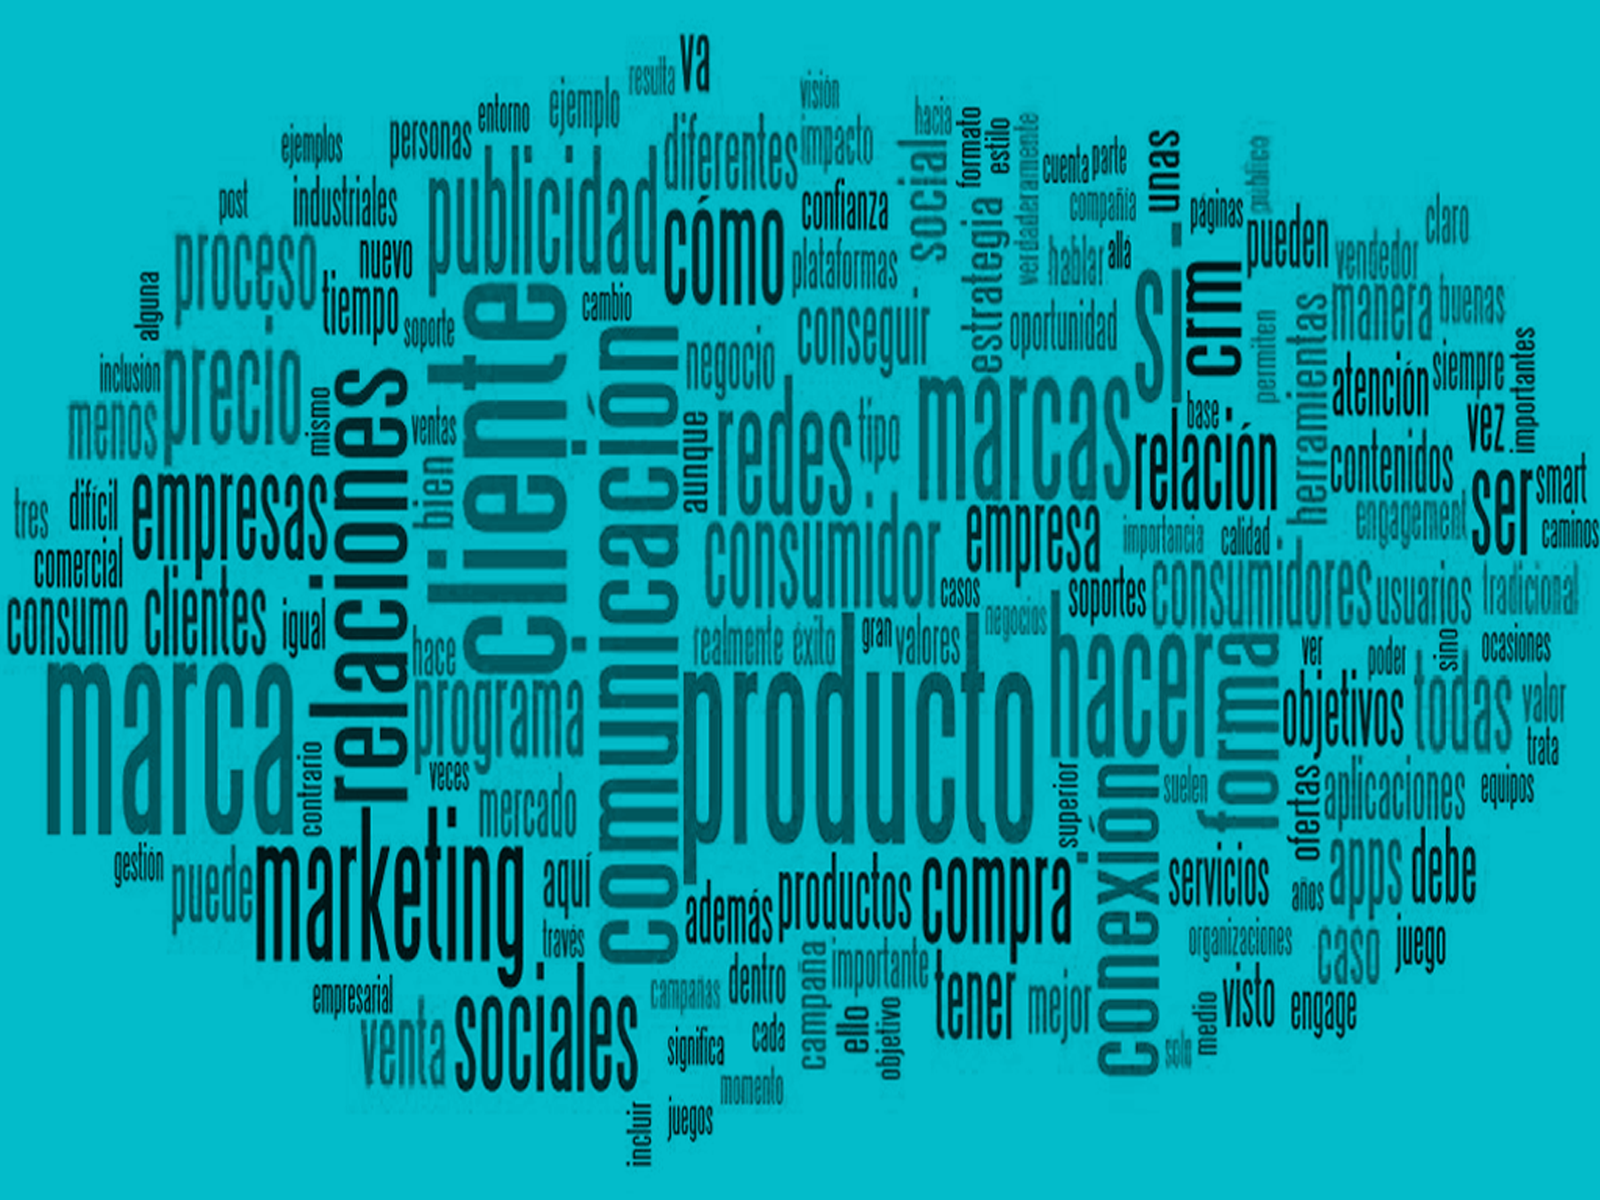 va
resulta
visión
ejemplo
entorno
hacia
formato
estilo
verdaderamente
personas
ejemplos
diferentes
impacto
social
cuenta
parte
unas
publico
post
industriales
publicidad
cómo
confianza
compañía
páginas
claro
proceso
nuevo
plataformas
estrategia
hablar
allá
pueden
vendedor
alguna
tiempo
soporte
cambio
conseguir
oportunidad
si
crm
permiten
herramientas
manera
buenas
inclusión
precio
negocio
marcas
base
atención
siempre
importantes
menos
mismo
relaciones
ventas
cliente
comunicación
aunque
redes
tipo
relación
contenidos
vez
tres
difícil
empresas
bien
consumidor
empresa
importancia
calidad
engagement
ser
smart
caminos
comercial
consumo
clientes
igual
casos
negocios
soportes
consumidores
usuarios
tradicional
hace
realmente
éxito
gran
valores
hacer
forma
ver
poder
sino
ocasiones
marca
programa
producto
objetivos
todas
valor
trata
contrario
veces
mercado
superior
conexión
suelen
ofertas
aplicaciones
equipos
gestión
puede
marketing
aquí
través
además
productos
compra
servicios
años
apps
debe
organizaciones
caso
juego
empresarial
venta
sociales
campañas
dentro
campaña
importante
tener
mejor
solo
medio
visto
engage
significa
cada
ello
objetivo
momento
incluir
juegos